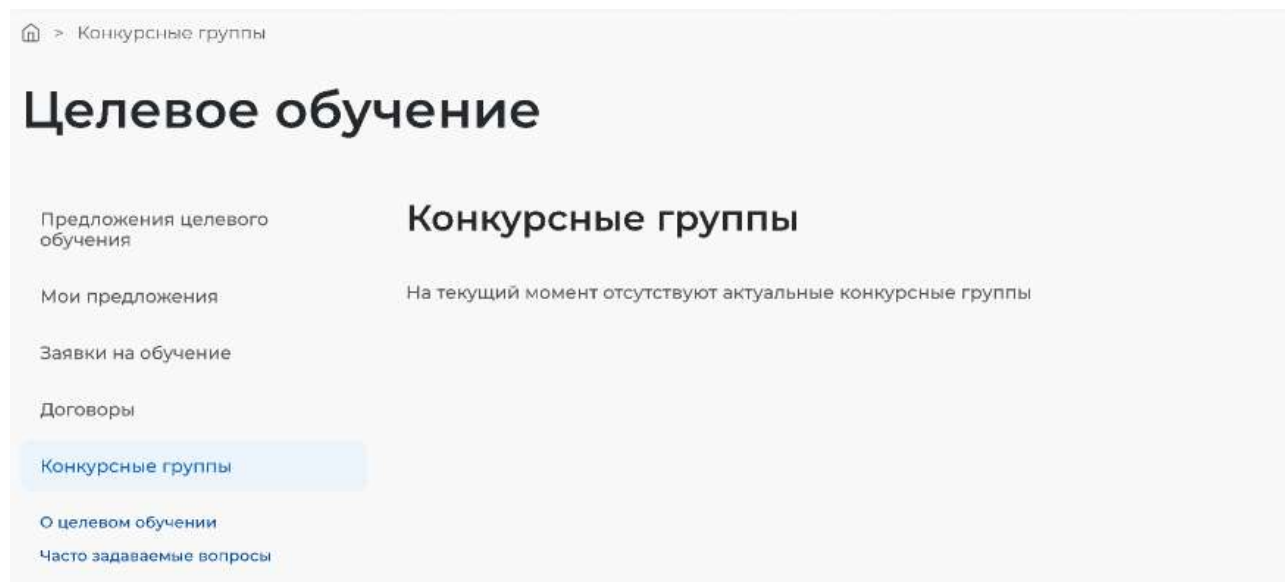 > Конкурсные группы
Целевое обучение
Предложения целевого
обучения
Мои предложения
Заявки на обучение
Договоры
Конкурсные группы
О целевом обучении
Часто задаваемые вопросы
Конкурсные группы
На текущий момент отсутствуют актуальные конкурсные группы